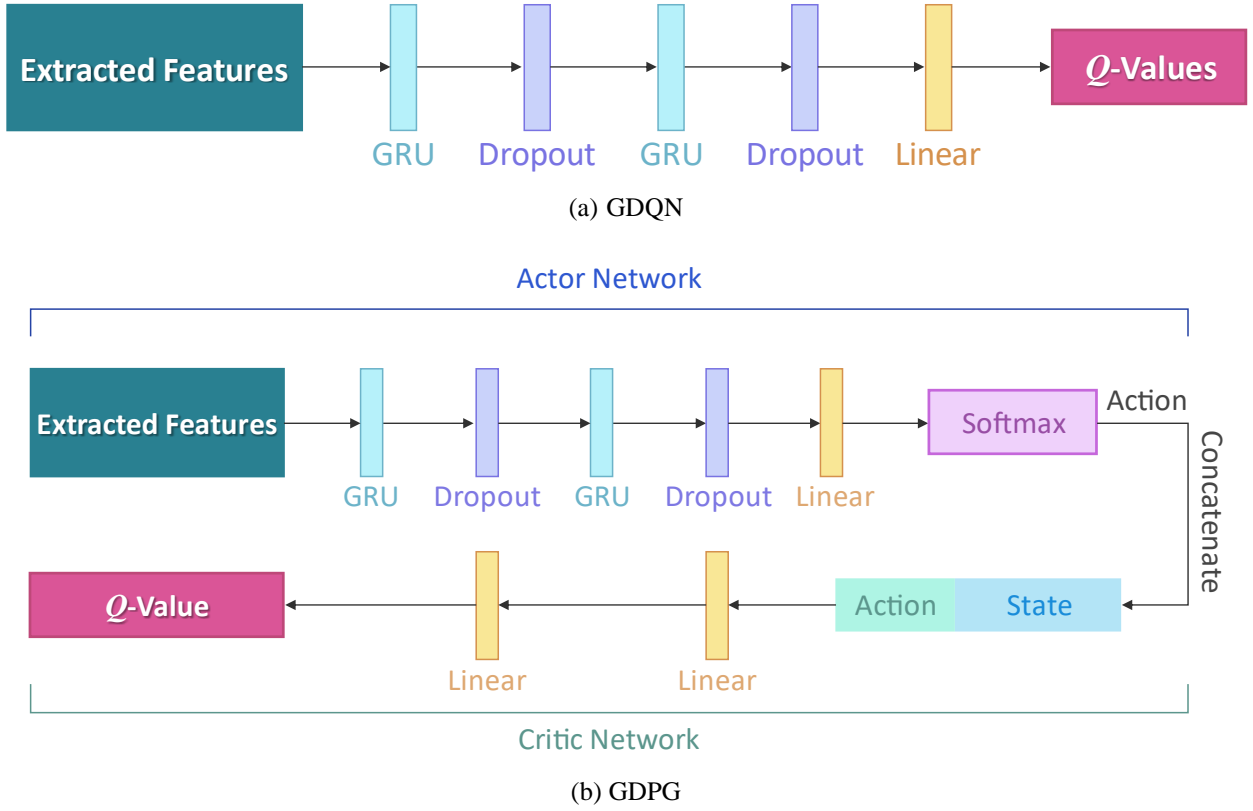 Extracted Features
Q-Values
GRU
Dropout
GRU
Dropout
Linear
(a) GDQN
Actor Network
Extracted Features
Softmax
Action
Concatenate
GRU
Dropout
GRU
Dropout
Linear
Q-Value
Action
State
Linear
Linear
Critic Network
(b) GDPG